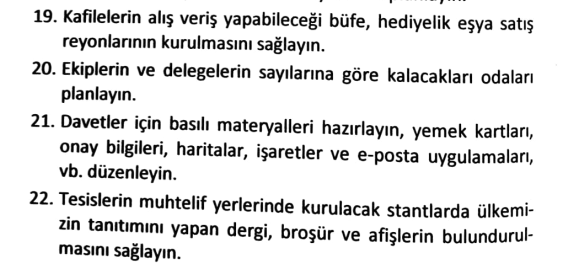 19. Kafilelerin alış veriş yapabileceği büfe, hediyelik eşya satış
reyonlarının kurulmasını sağlayın.
20. Ekiplerin ve delegelerin sayılarına göre kalacakları odaları
planlayın.
21. Davetler için basılı materyalleri hazırlayın, yemek kartları,
onay bilgileri, haritalar, işaretler ve e-posta uygulamaları,
vb. düzenleyin.
22. Tesislerin muhtelif yerlerinde kurulacak stantlarda ülkemi-
zin tanıtımını yapan dergi, broşür ve afişlerin bulundurul-
masını sağlayın.